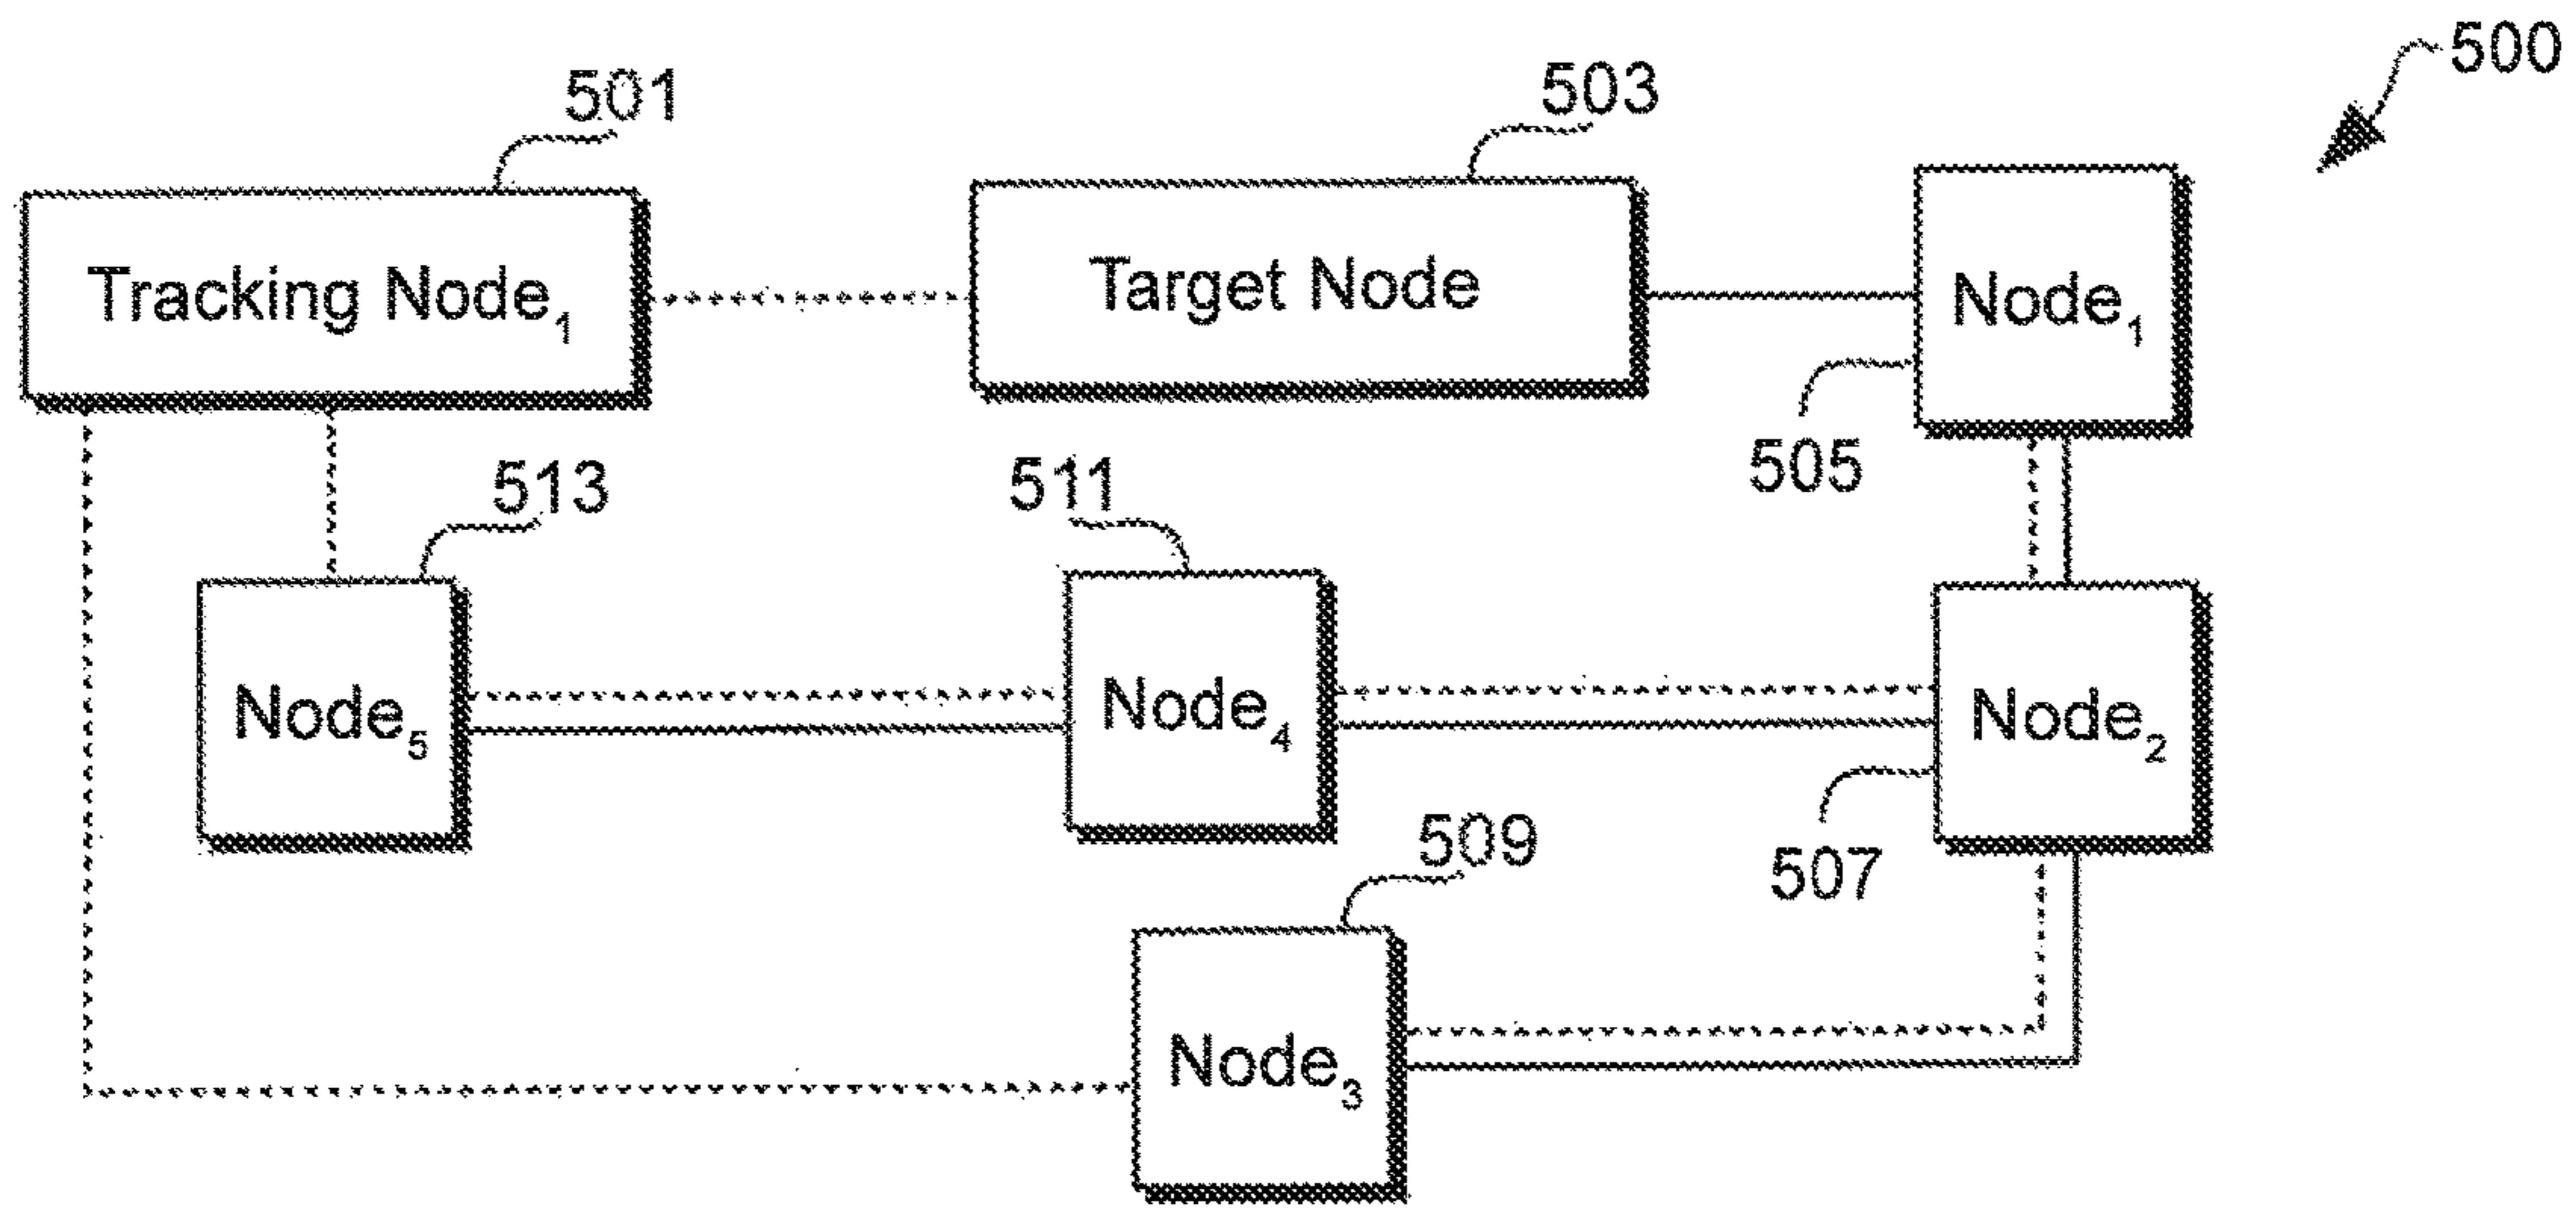 500
501
503
Tracking Node₁
Target Node
Node₁
505
513
511
Node₅
Node₄
Node₂
507
509
Node₃